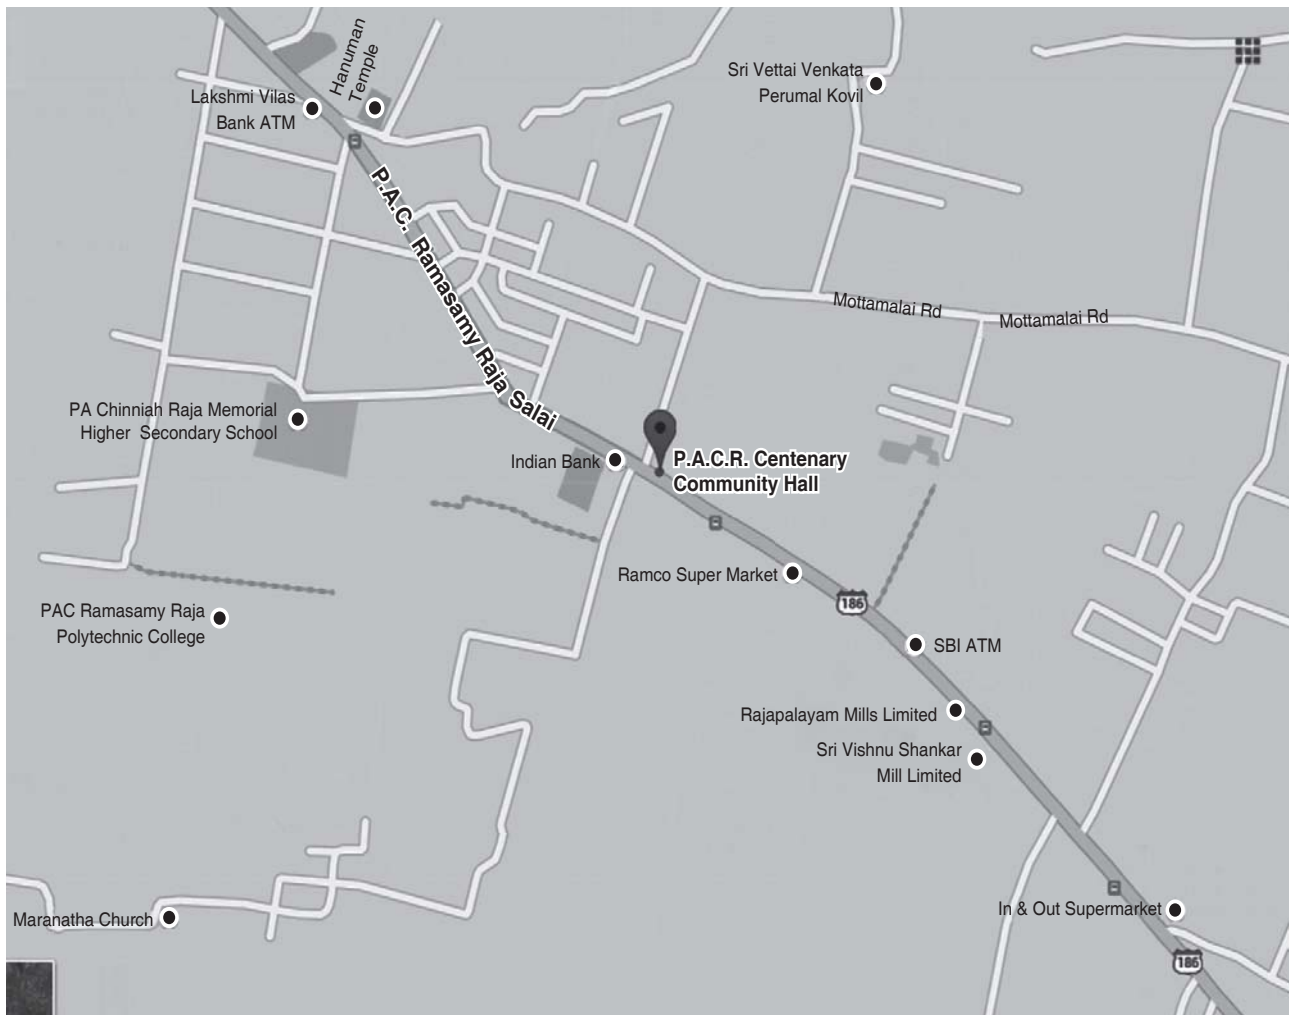 Hanuman
Temple
Sri Vettai Venkata
Perumal Kovil
Lakshmi Vilas
Bank ATM
P.A.C. Ramasamy Raja Salai
Mottamalai Rd
Mottamalai Rd
PA Chinniah Raja Memorial
Higher Secondary School
Indian Bank
P.A.C.R. Centenary
Community Hall
Ramco Super Market
186
PAC Ramasamy Raja
Polytechnic College
SBI ATM
Rajapalayam Mills Limited
Sri Vishnu Shankar
Mill Limited
In & Out Supermarket
Maranatha Church
186